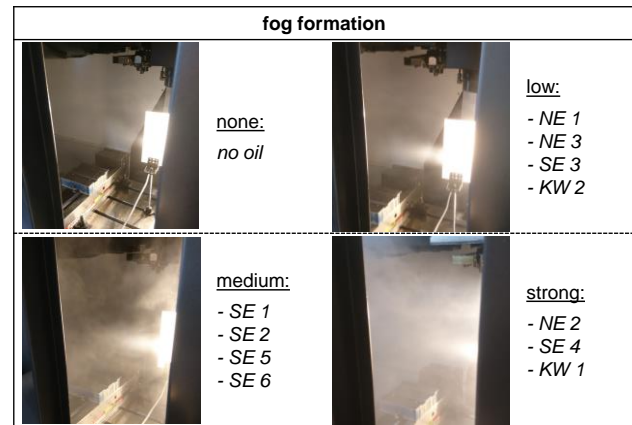 fog formation
none:
no oil
low:
- NE 1
- NE 3
- SE 3
- KW 2
medium:
- SE 1
- SE 2
- SE 5
- SE 6
strong:
- NE 2
- SE 4
- KW 1